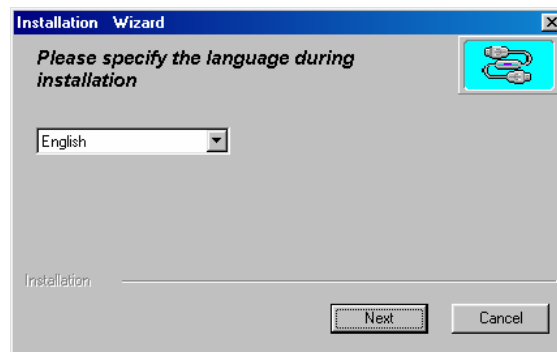 Installation Wizard
Please specify the language during
installation
English
Installation
Next
Cancel